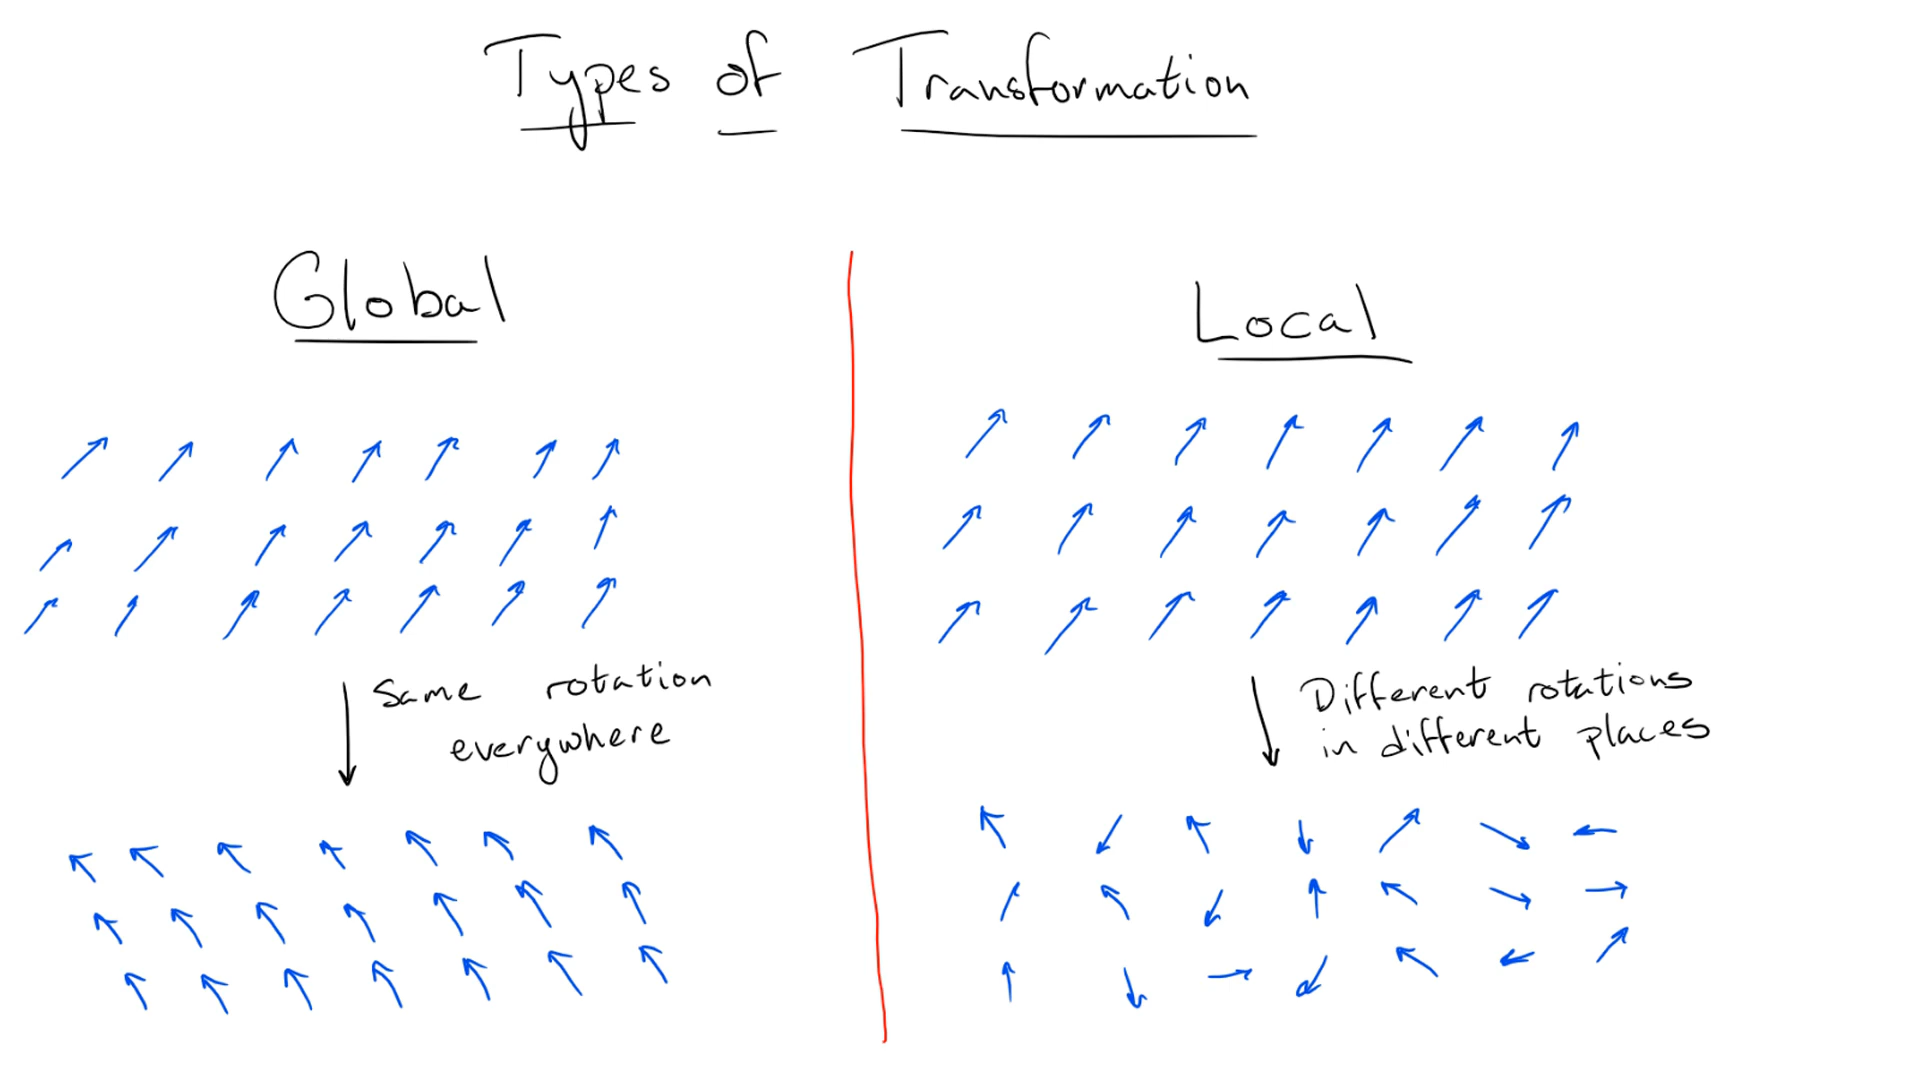 Types of Transformation
Global
Local
Same rotation
everywhere
Different rotations
in different places